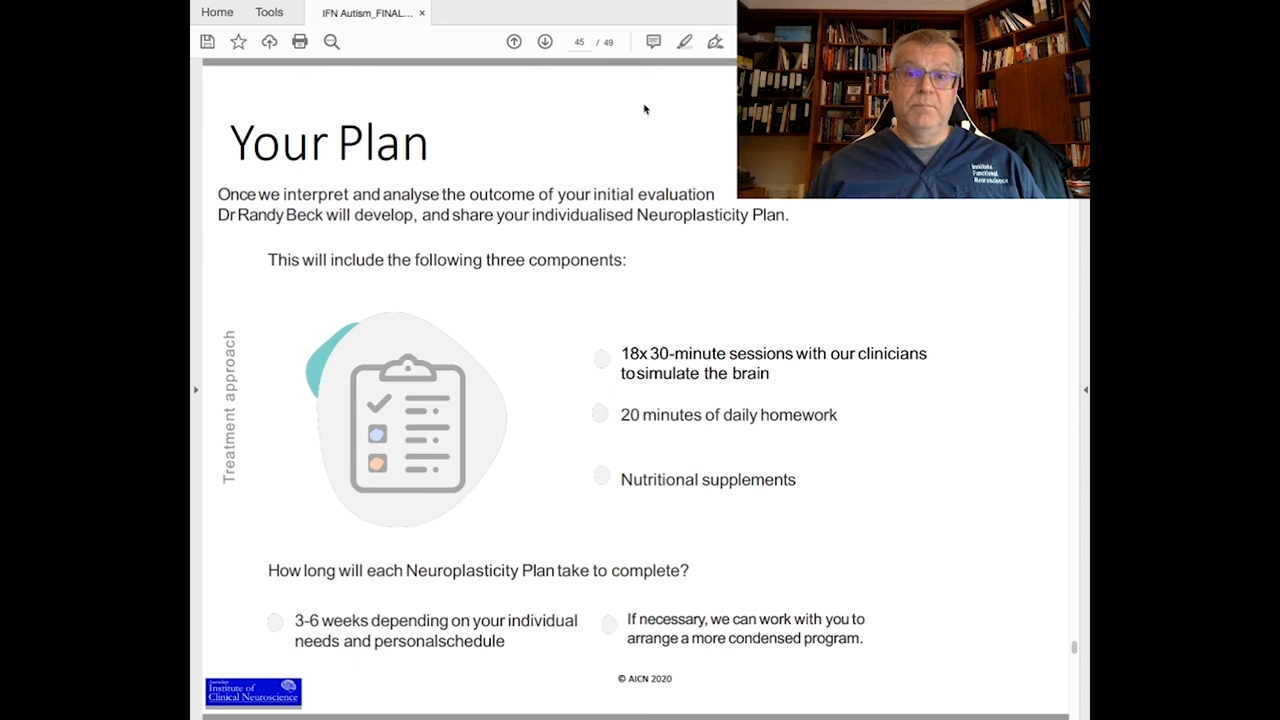 Home Tools IFN Autism_FINAL... ×
45 / 49
Your Plan
Once we interpret and analyse the outcome of your initial evaluation
Dr Randy Beck will develop, and share your individualised Neuroplasticity Plan.
This will include the following three components:
Treatment approach
18x 30-minute sessions with our clinicians
to simulate the brain
20 minutes of daily homework
Nutritional supplements
How long will each Neuroplasticity Plan take to complete?
3-6 weeks depending on your individual
needs and personalschedule
If necessary, we can work with you to
arrange a more condensed program.
© AICN 2020
Institute of
Clinical Neuroscience
Institute
Functional
Neuroscience